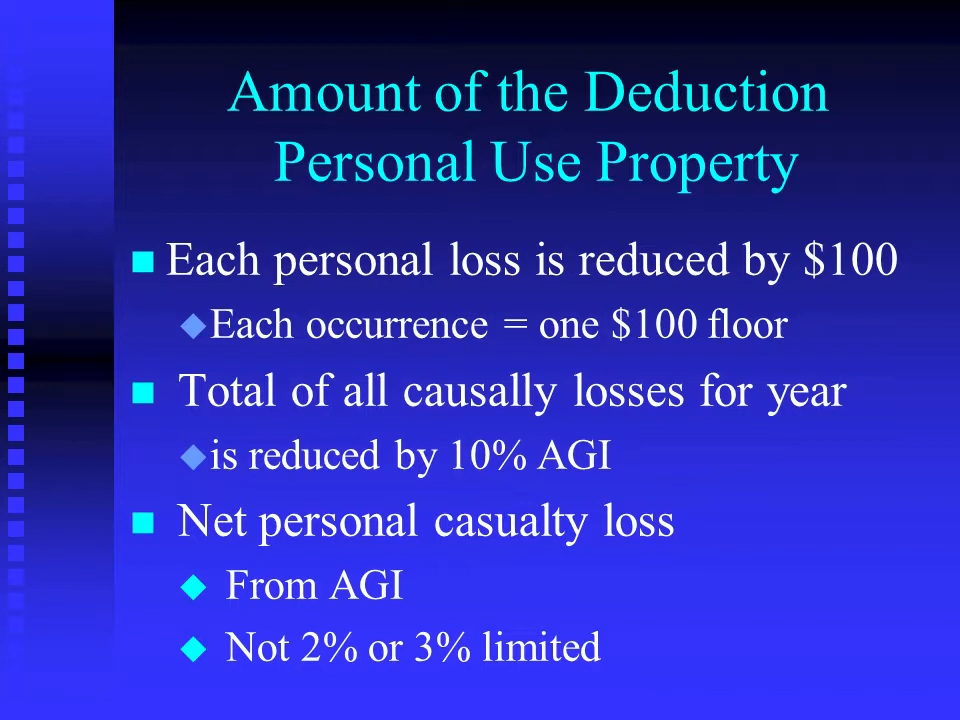 Amount of the Deduction
Personal Use Property
Each personal loss is reduced by $100
Each occurrence = one $100 floor
Total of all causally losses for year
is reduced by 10% AGI
Net personal casualty loss
From AGI
Not 2% or 3% limited